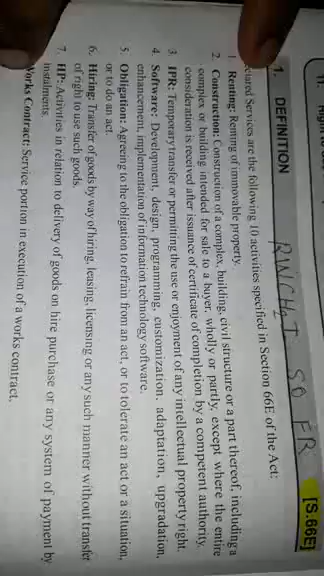 [S.66E]
1. DEFINITION
clared Services are the following 10 activities specified in Section 66E of the Act:
1. Renting: Renting of immovable property.
2. Construction: Construction of a complex, building, civil structure or a part thereof, including a
complex or building intended for sale to a buyer, wholly or partly, except where the entire
consideration is received after issuance of certificate of completion by a competent authority.
3. IPR: Temporary transfer or permitting the use or enjoyment of any intellectual property right.
4. Software: Development, design, programming, customization, adaptation, upgradation,
enhancement, implementation of information technology software.
5. Obligation: Agreeing to the obligation to refrain from an act, or to tolerate an act or a situation,
or to do an act.
6. Hiring: Transfer of goods by way of hiring, leasing, licensing or any such manner without transfer
of right to use such goods.
7. HP: Activities in relation to delivery of goods on hire purchase or any system of payment by
instalments.
Works Contract: Service portion in execution of a works contract.